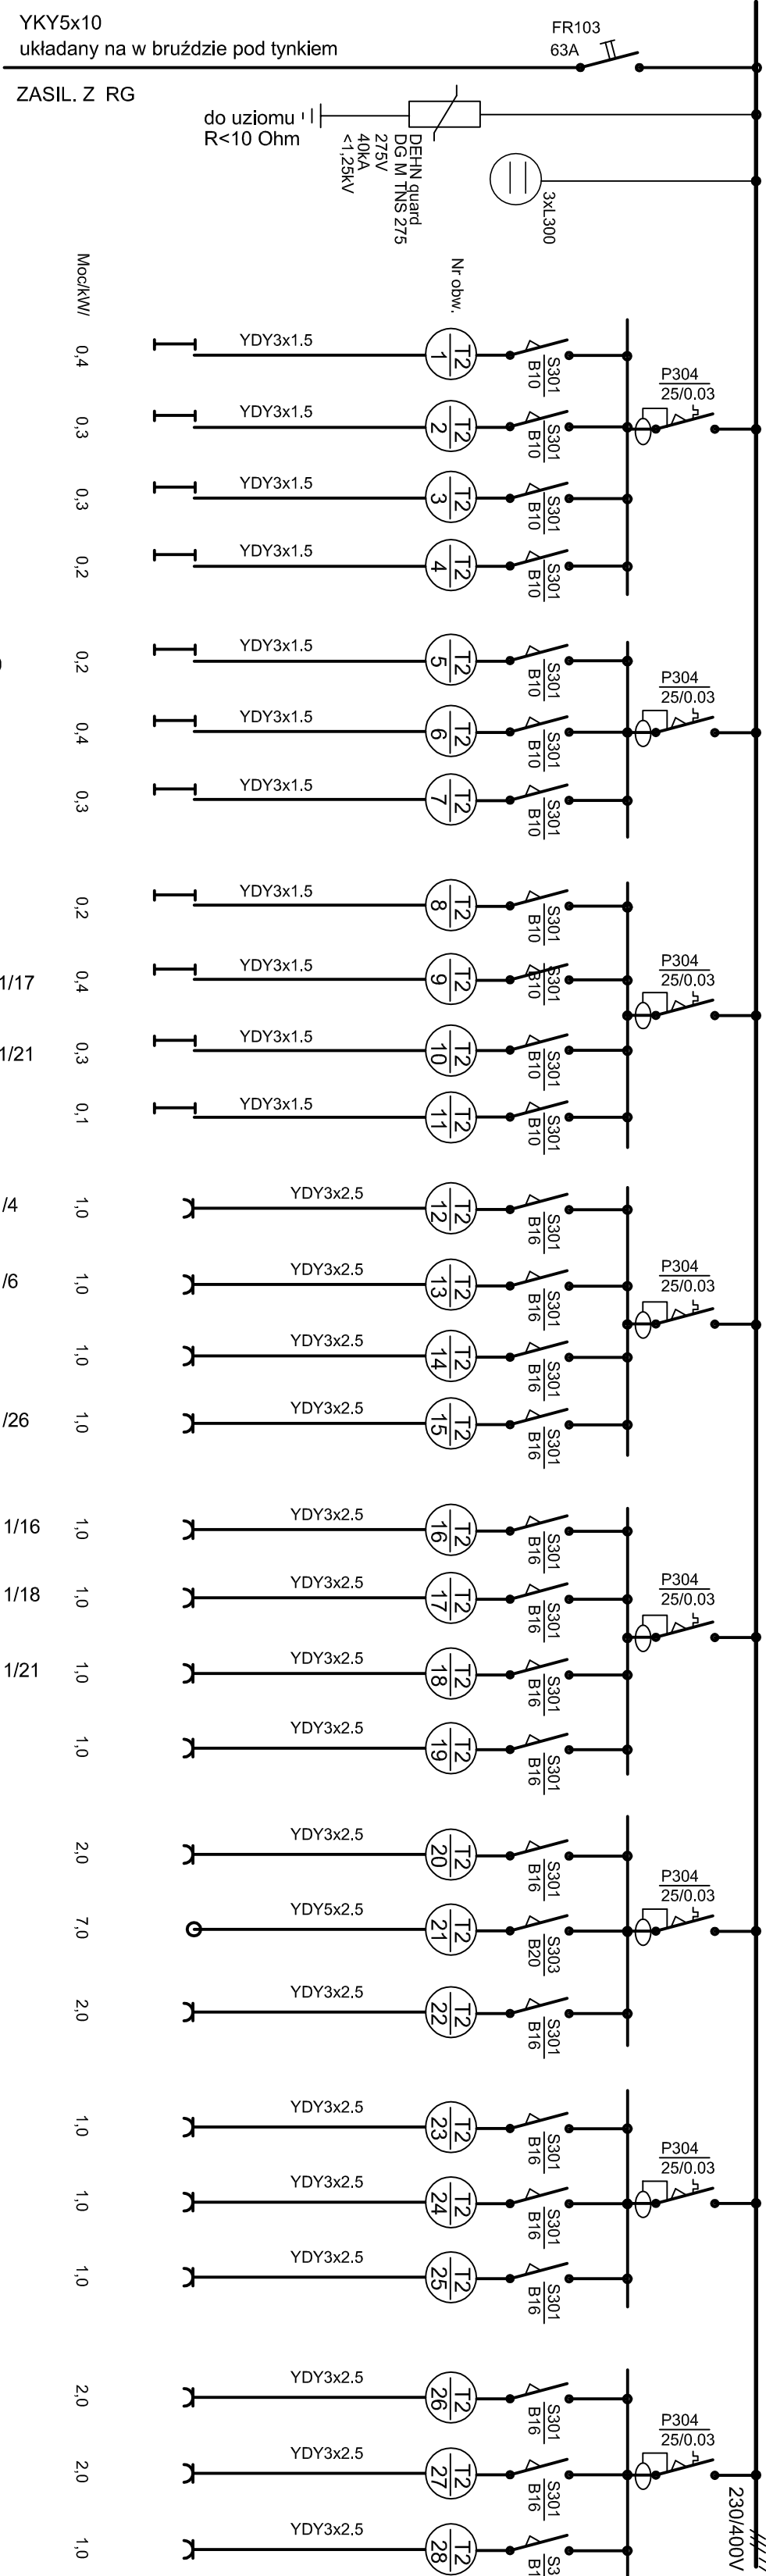 YKY5x10
układany na w bruździe pod tynkiem
ZASIL. Z RG
FR103
63A
do uziomu
R<10 Ohm
DEHN quard
DG M TNS 275
275V
40kA
<1,25kV
3xL300
Moc/kW/
Nr obw.
P304
25/0.03
0,4
YDY3x1.5
T2
1
S301
B10
0,3
YDY3x1.5
T2
2
S301
B10
0,3
YDY3x1.5
T2
3
S301
B10
0,2
YDY3x1.5
T2
4
S301
B10
P304
25/0.03
0,2
YDY3x1.5
T2
5
S301
B10
0,4
YDY3x1.5
T2
6
S301
B10
0,3
YDY3x1.5
T2
7
S301
B10
P304
25/0.03
0,2
YDY3x1.5
T2
8
S301
B10
1/17
0,4
YDY3x1.5
T2
9
S301
B10
1/21
0,3
YDY3x1.5
T2
10
S301
B10
0,1
YDY3x1.5
T2
11
S301
B10
P304
25/0.03
/4
1,0
YDY3x2.5
T2
12
S301
B16
/6
1,0
YDY3x2.5
T2
13
S301
B16
1,0
YDY3x2.5
T2
14
S301
B16
/26
1,0
YDY3x2.5
T2
15
S301
B16
P304
25/0.03
1/16
1,0
YDY3x2.5
T2
16
S301
B16
1/18
1,0
YDY3x2.5
T2
17
S301
B16
1/21
1,0
YDY3x2.5
T2
18
S301
B16
1,0
YDY3x2.5
T2
19
S301
B16
P304
25/0.03
2,0
YDY3x2.5
T2
20
S301
B16
7,0
YDY5x2.5
T2
21
S303
B20
2,0
YDY3x2.5
T2
22
S301
B16
P304
25/0.03
1,0
YDY3x2.5
T2
23
S301
B16
1,0
YDY3x2.5
T2
24
S301
B16
1,0
YDY3x2.5
T2
25
S301
B16
P304
25/0.03
2,0
YDY3x2.5
T2
26
S301
B16
2,0
YDY3x2.5
T2
27
S301
B16
1,0
YDY3x2.5
T2
28
230/400V